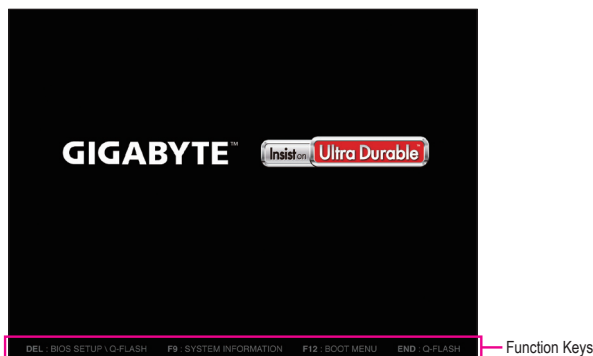 GIGABYTE™
Insist on Ultra Durable™
DEL : BIOS SETUP \ Q-FLASH F9 : SYSTEM INFORMATION F12 : BOOT MENU END : Q-FLASH
Function Keys